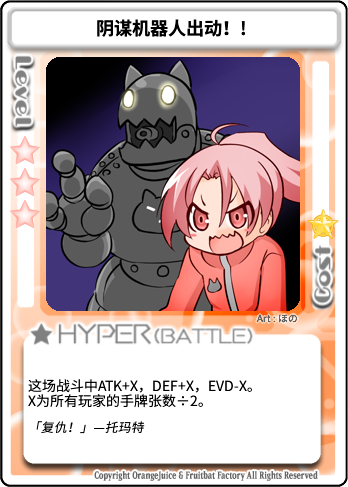 阴谋机器人出动！！
Level
Cost
Art : ほの
HYPER(BATTLE)
这场战斗中ATK+X，DEF+X，EVD-X。
X为所有玩家的手牌张数÷2。
「复仇！」—托玛特
Copyright OrangeJuice & Fruitbat Factory All Rights Reserved